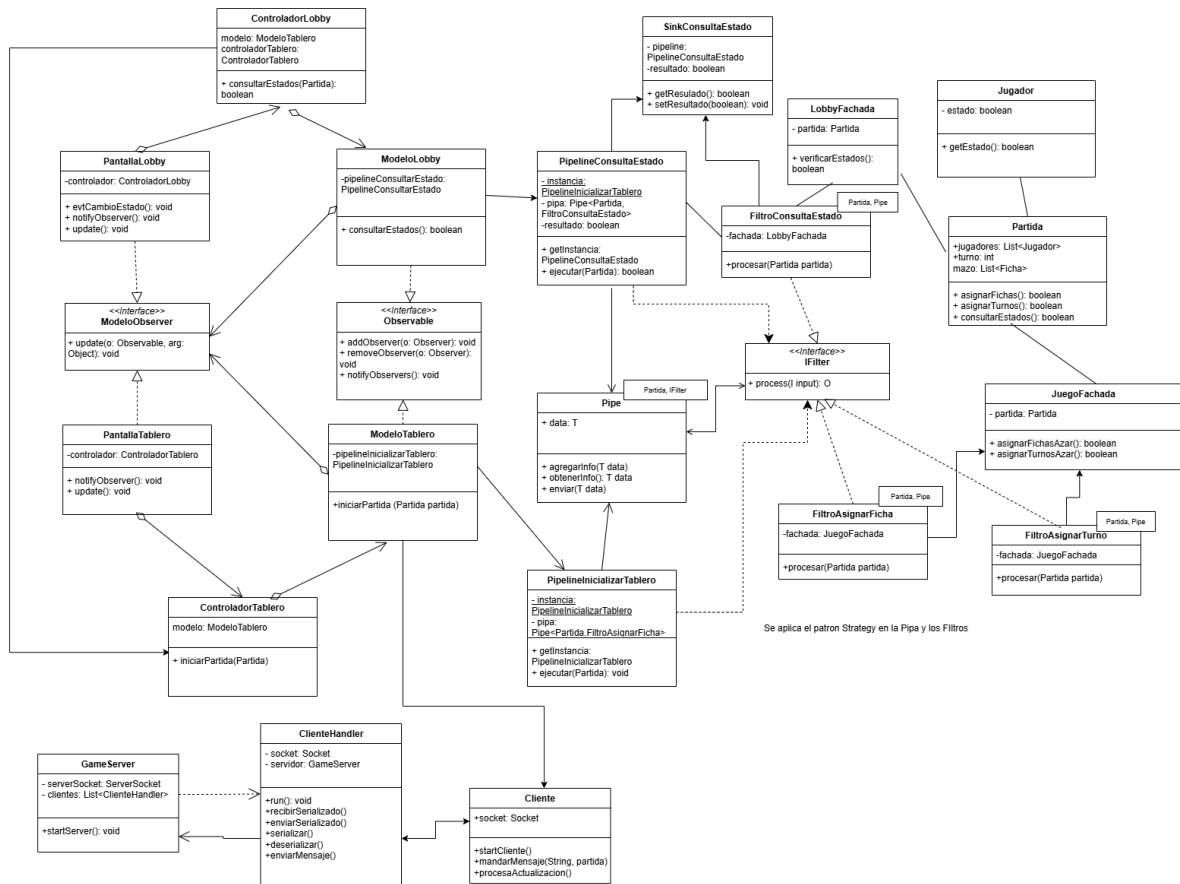 ControladorLobby
modelo: ModeloTablero
controladorTablero:
ControladorTablero
+ consultarEstados(Partida):
boolean
SinkConsultaEstado
- pipeline:
PipelineConsultaEstado
-resultado: boolean
+ getResulado(): boolean
+ setResultado(boolean): void
LobbyFachada
- partida: Partida
+ verificarEstados():
boolean
Jugador
- estado: boolean
+ getEstado(): boolean
PantallaLobby
-controlador: ControladorLobby
+ evtCambioEstado(): void
+ notifyObserver(): void
+ update(): void
ModeloLobby
-pipelineConsultarEstado:
PipelineConsultarEstado
+ consultarEstados(): boolean
PipelineConsultaEstado
- instancia:
PipelineInicializarTablero
- pipa: Pipe<Partida,
FiltroConsultaEstado>
-resultado: boolean
+ getInstancia:
PipelineConsultaEstado
+ ejecutar(Partida): boolean
Partida, Pipe
FiltroConsultaEstado
-fachada: LobbyFachada
+procesar(Partida partida)
Partida
+jugadores: List<Jugador>
+turno: int
mazo: List<Ficha>
+ asignarFichas(): boolean
+ asignarTurnos(): boolean
+ consultarEstados(): boolean
<<Interface>>
ModeloObserver
+ update(o: Observable, arg:
Object): void
<<Interface>>
Observable
+ addObserver(o: Observer): void
+ removeObserver(o: Observer):
void
+ notifyObservers(): void
<<Interface>>
IFilter
+ process(I input): O
Partida, IFilter
Pipe
+ data: T
+ agregarInfo(T data)
+ obtenerInfo(): T data
+ enviar(T data)
JuegoFachada
- partida: Partida
+ asignarFichasAzar(): boolean
+ asignarTurnosAzar(): boolean
PantallaTablero
-controlador: ControladorTablero
+ notifyObserver(): void
+ update(): void
ModeloTablero
-pipelineInicializarTablero:
PipelineInicializarTablero
+iniciarPartida (Partida partida)
Partida, Pipe
FiltroAsignarFicha
-fachada: JuegoFachada
+procesar(Partida partida)
Partida, Pipe
FiltroAsignarTurno
-fachada: JuegoFachada
+procesar(Partida partida)
PipelineInicializarTablero
- instancia:
PipelineInicializarTablero
- pipa:
Pipe<Partida,FiltroAsignarFicha>
+ getInstancia:
PipelineInicializarTablero
+ ejecutar(Partida): void
ControladorTablero
modelo: ModeloTablero
+ iniciarPartida(Partida)
Se aplica el patron Strategy en la Pipa y los FIltros
ClienteHandler
- socket: Socket
- servidor: GameServer
+run(): void
+recibirSerializado()
+enviarSerializado()
+serializar()
+deserializar()
+enviarMensaje()
GameServer
- serverSocket: ServerSocket
- clientes: List<ClienteHandler>
+startServer(): void
Cliente
+socket: Socket
+startCliente()
+mandarMensaje(String, partida)
+procesaActualizacion()